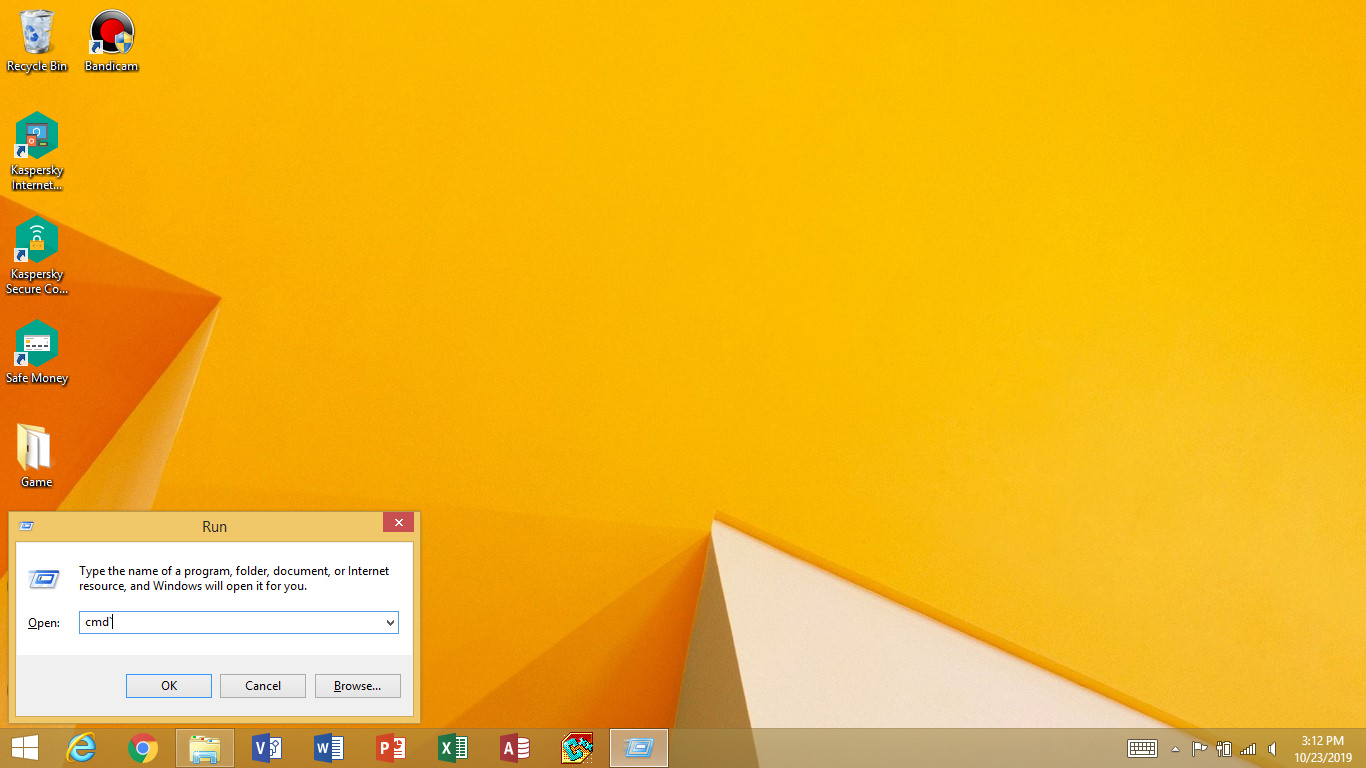 Recycle Bin
Bandicam
Kaspersky
Internet...
Kaspersky
Secure Co...
Safe Money
Game
Run
Type the name of a program, folder, document, or Internet
resource, and Windows will open it for you.
Open:
cmd`
OK
Cancel
Browse...
3:12 PM
10/23/2019